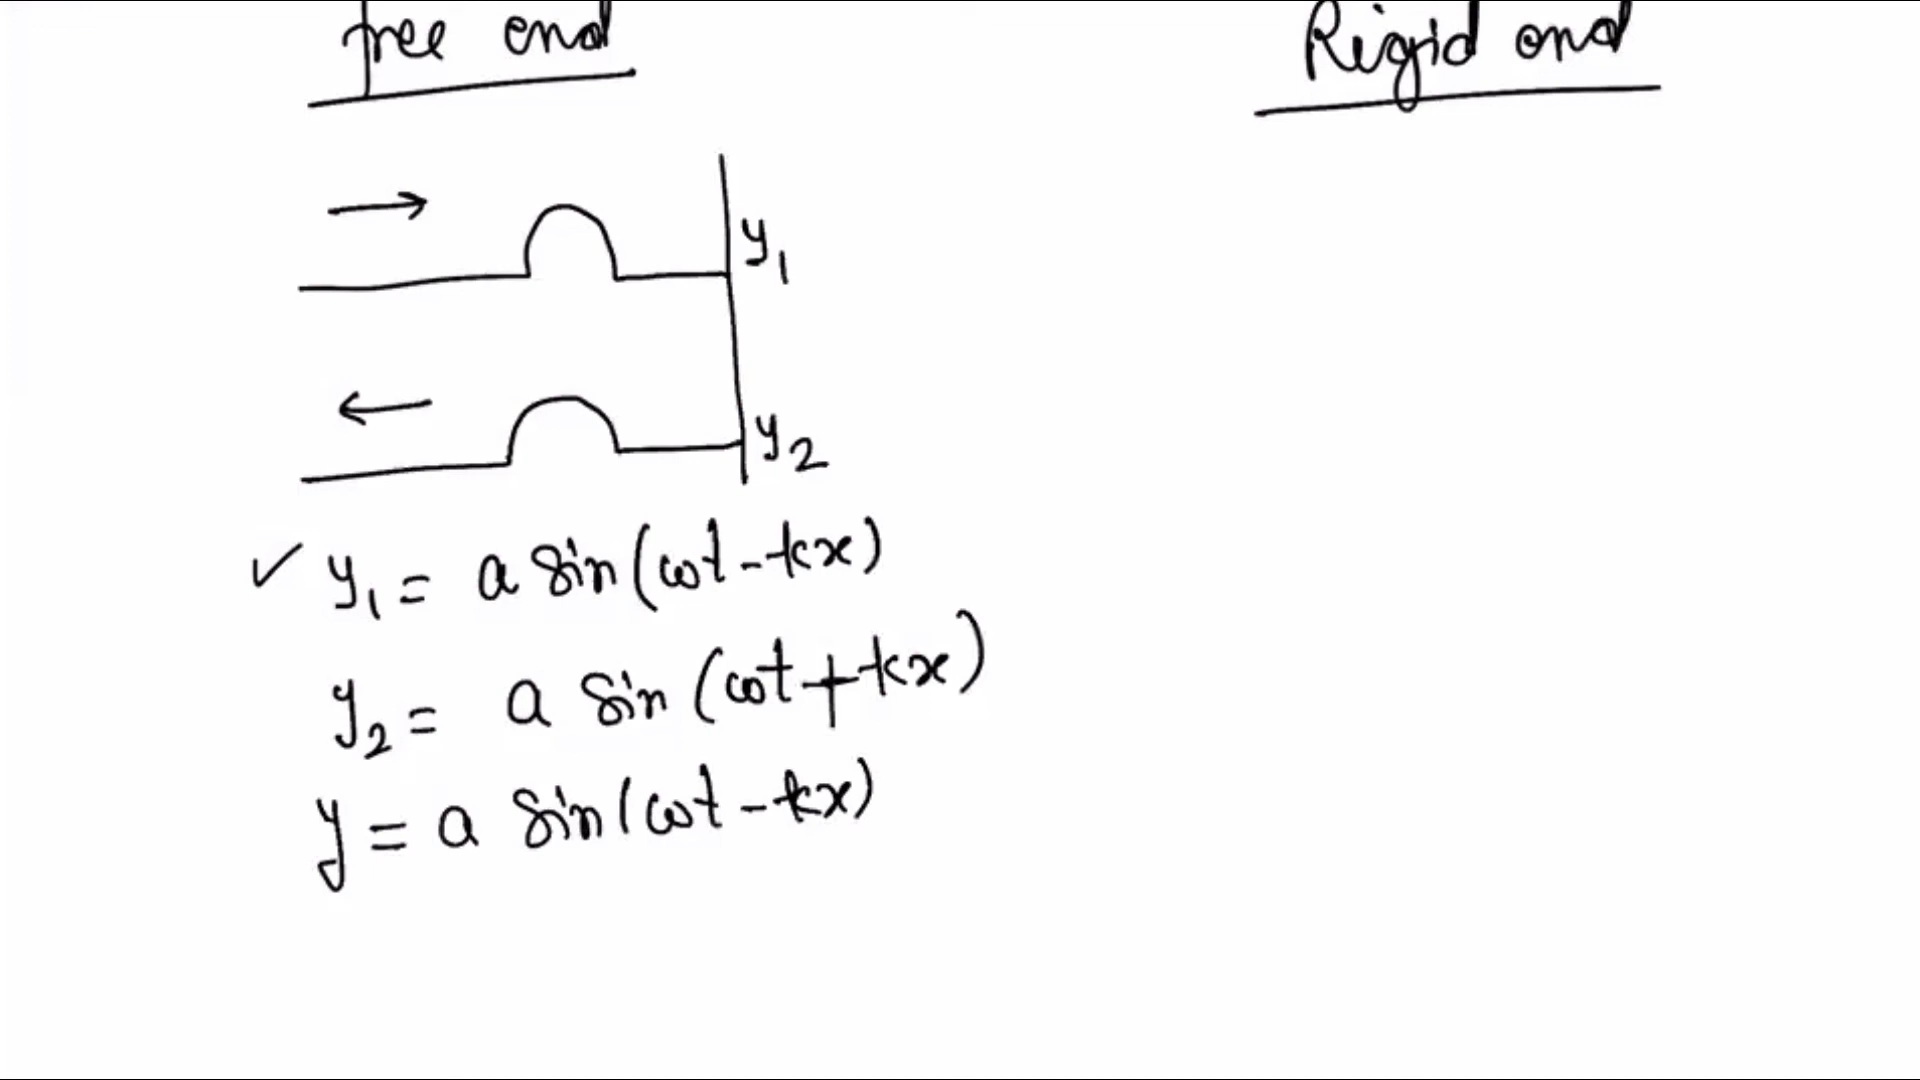 free end
Rigid end
y₁
y₂
✓ y₁ = a sin(ωt - kx)
y₂ = a sin (ωt + kx)
y = a sin(ωt - kx)